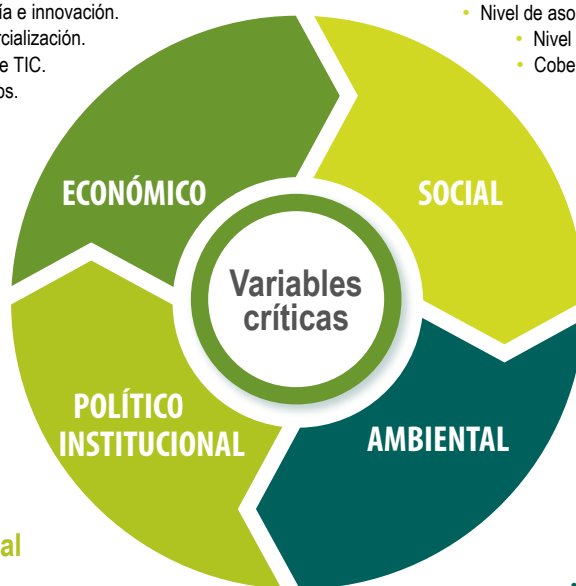 ía e innovación.
rcialización.
e TIC.
os.
• Nivel de aso
• Nivel
• Cobe
ECONÓMICO
SOCIAL
Variables
críticas
POLÍTICO
INSTITUCIONAL
AMBIENTAL
al